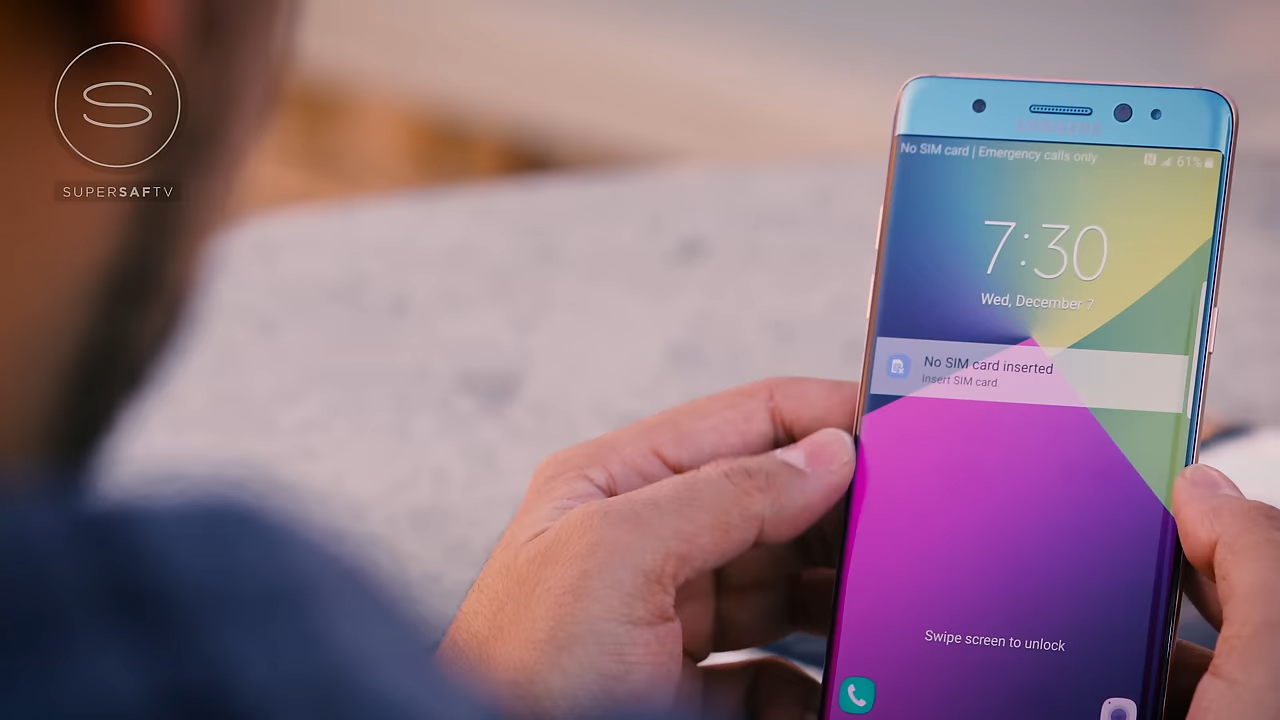 S
SUPERSAFTV
SAMSUNG
No SIM card | Emergency calls only
61%
7:30
Wed, December 7
No SIM card inserted
Insert SIM card.
Swipe screen to unlock